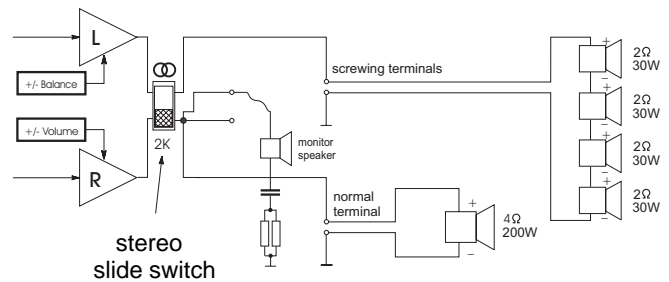 L
+/- Balance
+/- Volume
R
2K
stereo
slide switch
monitor
speaker
screwing terminals
normal
terminal
+
−
4Ω
200W
+
−
2Ω
30W
+
−
2Ω
30W
+
−
2Ω
30W
+
−
2Ω
30W